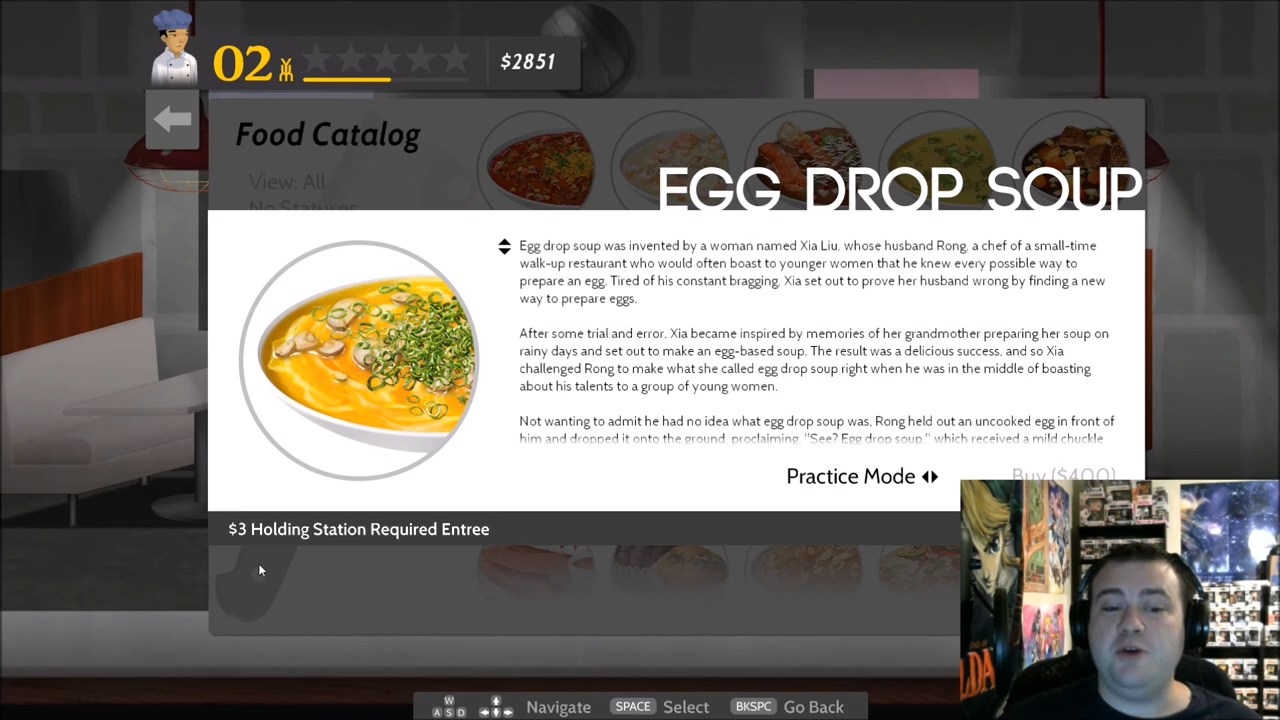 02
$2851
Food Catalog
View: All
No Statuses
EGG DROP SOUP
Egg drop soup was invented by a woman named Xia Liu, whose husband Rong, a chef of a small-time
walk-up restaurant who would often boast to younger women that he knew every possible way to
prepare an egg. Tired of his constant bragging, Xia set out to prove her husband wrong by finding a new
way to prepare eggs.
After some trial and error, Xia became inspired by memories of her grandmother preparing her soup on
rainy days and set out to make an egg-based soup. The result was a delicious success, and so Xia
challenged Rong to make what she called egg drop soup right when he was in the middle of boasting
about his talents to a group of young women.
Not wanting to admit he had no idea what egg drop soup was, Rong held out an uncooked egg in front of
him and dropped it onto the ground, proclaiming, "See? Egg drop soup," which received a mild chuckle
Practice Mode
Buy ($400)
$3 Holding Station Required Entree
W
A S D
Navigate
SPACE Select
BKSPC Go Back